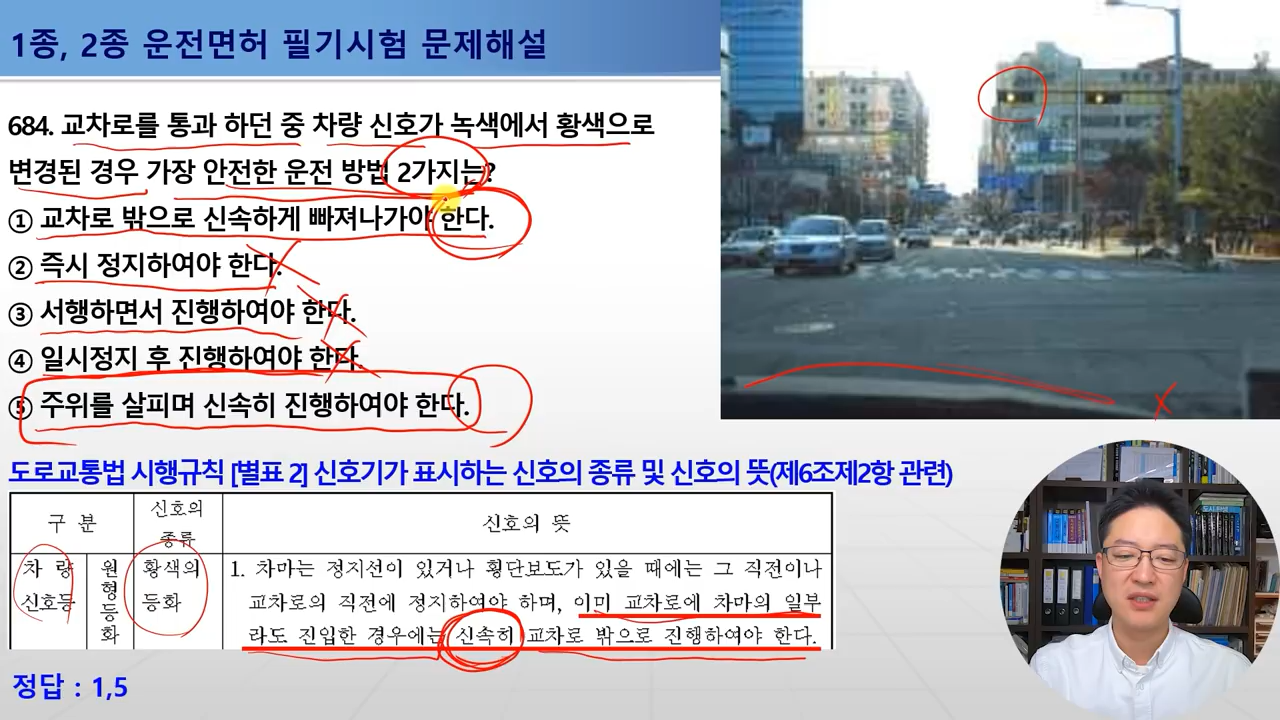 1종, 2종 운전면허 필기시험 문제해설
684. 교차로를 통과 하던 중 차량 신호가 녹색에서 황색으로
변경된 경우 가장 안전한 운전 방법 2가지는?
① 교차로 밖으로 신속하게 빠져나가야 한다.
② 즉시 정지하여야 한다.
③ 서행하면서 진행하여야 한다.
④ 일시정지 후 진행하여야 한다.
⑤ 주위를 살피며 신속히 진행하여야 한다.
도로교통법 시행규칙 [별표 2] 신호기가 표시하는 신호의 종류 및 신호의 뜻(제6조제2항 관련)
구 분
신호의
종류
신호의 뜻
차 량
신호등
원
형
등
화
황색의
등화
1. 차마는 정지선이 있거나 횡단보도가 있을 때에는 그 직전이나
교차로의 직전에 정지하여야 하며, 이미 교차로에 차마의 일부
라도 진입한 경우에는 신속히 교차로 밖으로 진행하여야 한다.
정답 : 1,5